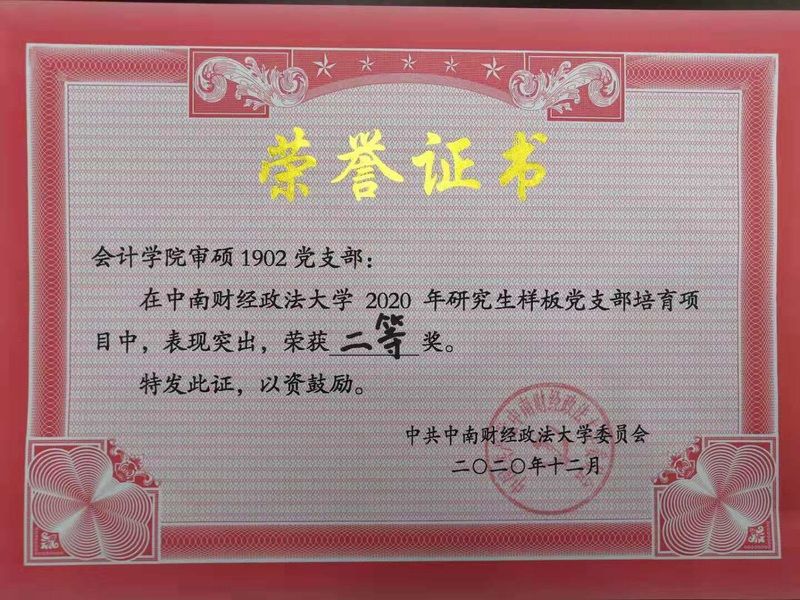 荣誉证书
会计学院审硕1902党支部：
在中南财经政法大学 2020 年研究生样板党支部培育项
目中，表现突出，荣获二等奖。
特发此证，以资鼓励。
中共中南财经政法大学委员会
二〇二〇年十二月